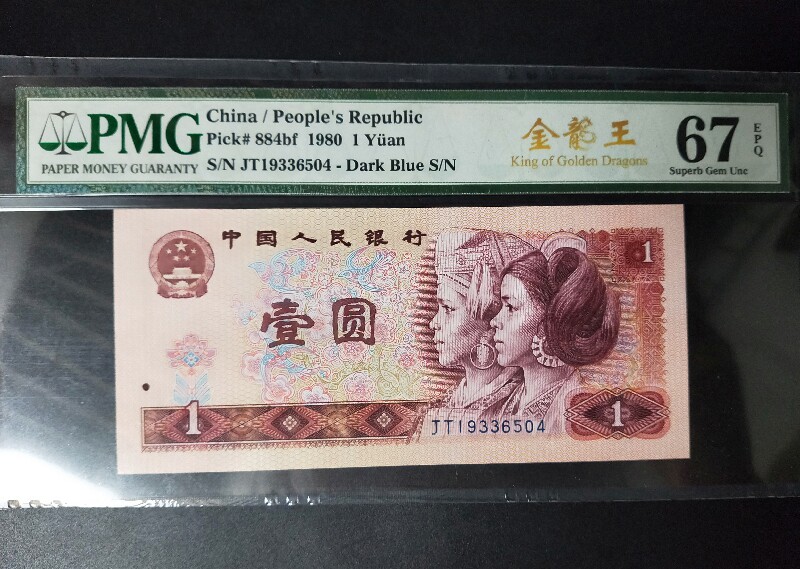 PMG
PAPER MONEY GUARANTY
China / People's Republic
Pick# 884bf 1980 1 Yüan
S/N JT19336504 - Dark Blue S/N
金龍王
King of Golden Dragons
67
EPQ
Superb Gem Unc
中国人民银行
1
壹圆
1
JT19336504
1